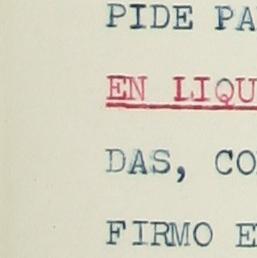 PIDE PA
EN LIQU
DAS, CO
FIRMO E